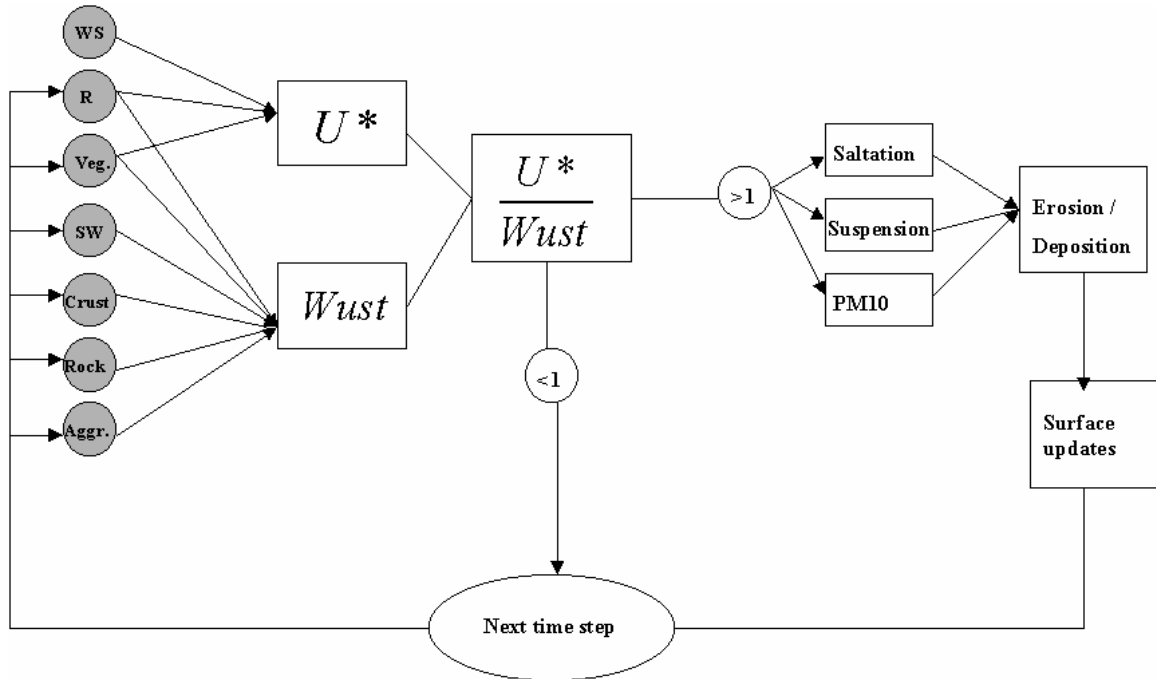 WS
R
Veg.
SW
Crust
Rock
Aggr.
U*
Wust
U*
Wust
>1
<1
Saltation
Suspension
PM10
Erosion /
Deposition
Surface
updates
Next time step